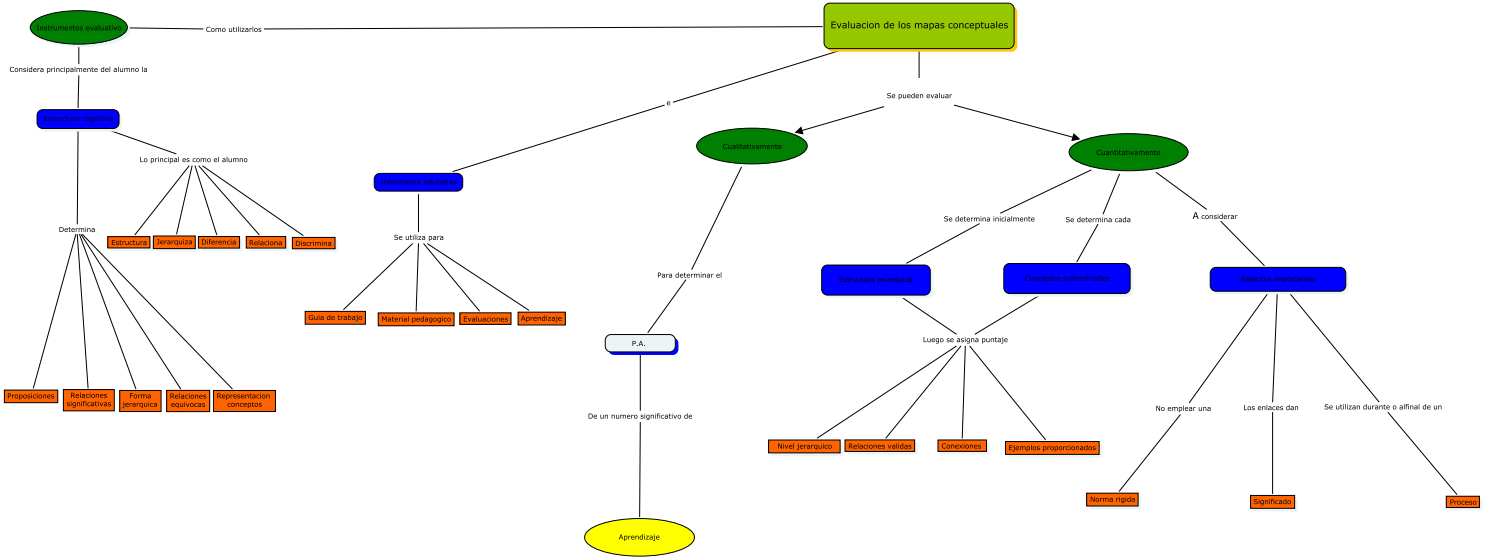 Evaluacion de los mapas conceptuales
Instrumentos evaluativo
Como utilizarlos
Considera principalmente del alumno la
Se pueden evaluar
e
Estructura cognitiva
Cualitativamente
Cuantitativamente
Lo principal es como el alumno
Se determina inicialmente
Se determina cada
A considerar
Determina
Estructura
Jerarquiza
Diferencia
Relaciona
Discrimina
Se utiliza para
Para determinar el
Conceptos subordinados
Guia de trabajo
Material pedagogico
Evaluaciones
Aprendizaje
P.A.
Luego se asigna puntaje
Proposiciones
Relaciones
significativas
Forma
jerarquica
Relaciones
equivocas
Representacion
conceptos
De un numero significativo de
No emplear una
Los enlaces dan
Se utilizan durante o alfinal de un
Nivel jerarquico
Relaciones validas
Conexiones
Ejemplos proporcionados
Norma rigida
Significado
Proceso
Aprendizaje